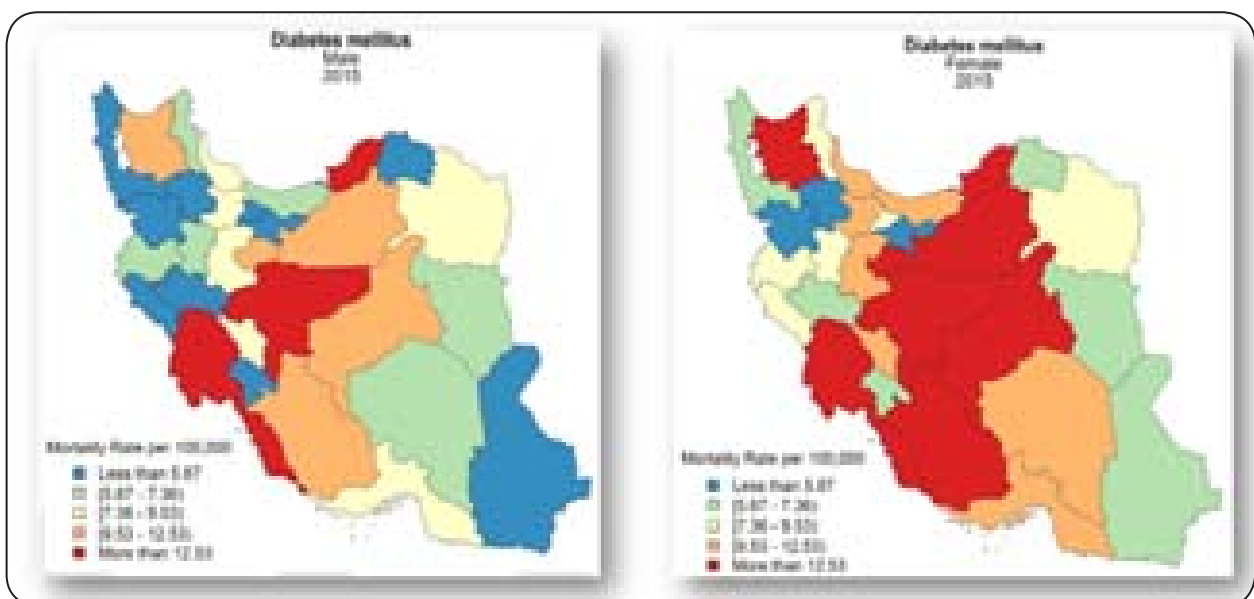 Diabetes mellitus
Male
2015
Mortality Rate per 100,000
Less than 5.87
[5.87 - 7.36)
[7.36 - 9.53)
[9.53 - 12.53)
More than 12.53
Diabetes mellitus
Female
2015
Mortality Rate per 100,000
Less than 5.87
[5.87 - 7.36)
[7.36 - 9.53)
[9.53 - 12.53)
More than 12.53